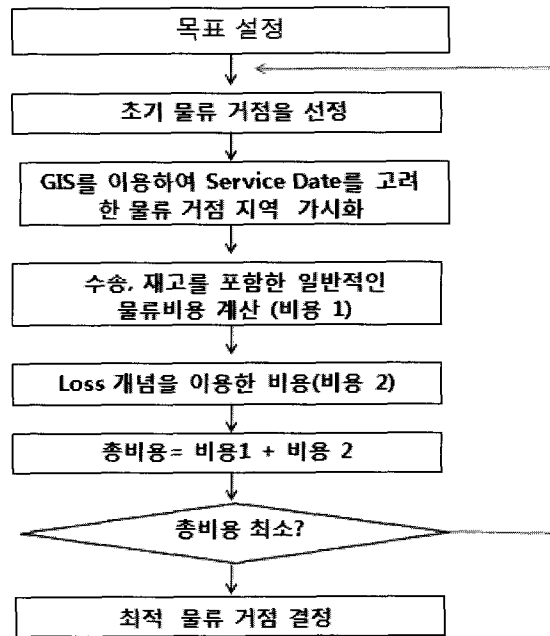 목표 설정
초기 물류 거점을 선정
GIS를 이용하여 Service Date를 고려
한 물류 거점 지역 가시화
수송, 재고를 포함한 일반적인
물류비용 계산 (비용 1)
Loss 개념을 이용한 비용(비용 2)
총비용= 비용1 + 비용 2
총비용 최소?
최적 물류 거점 결정